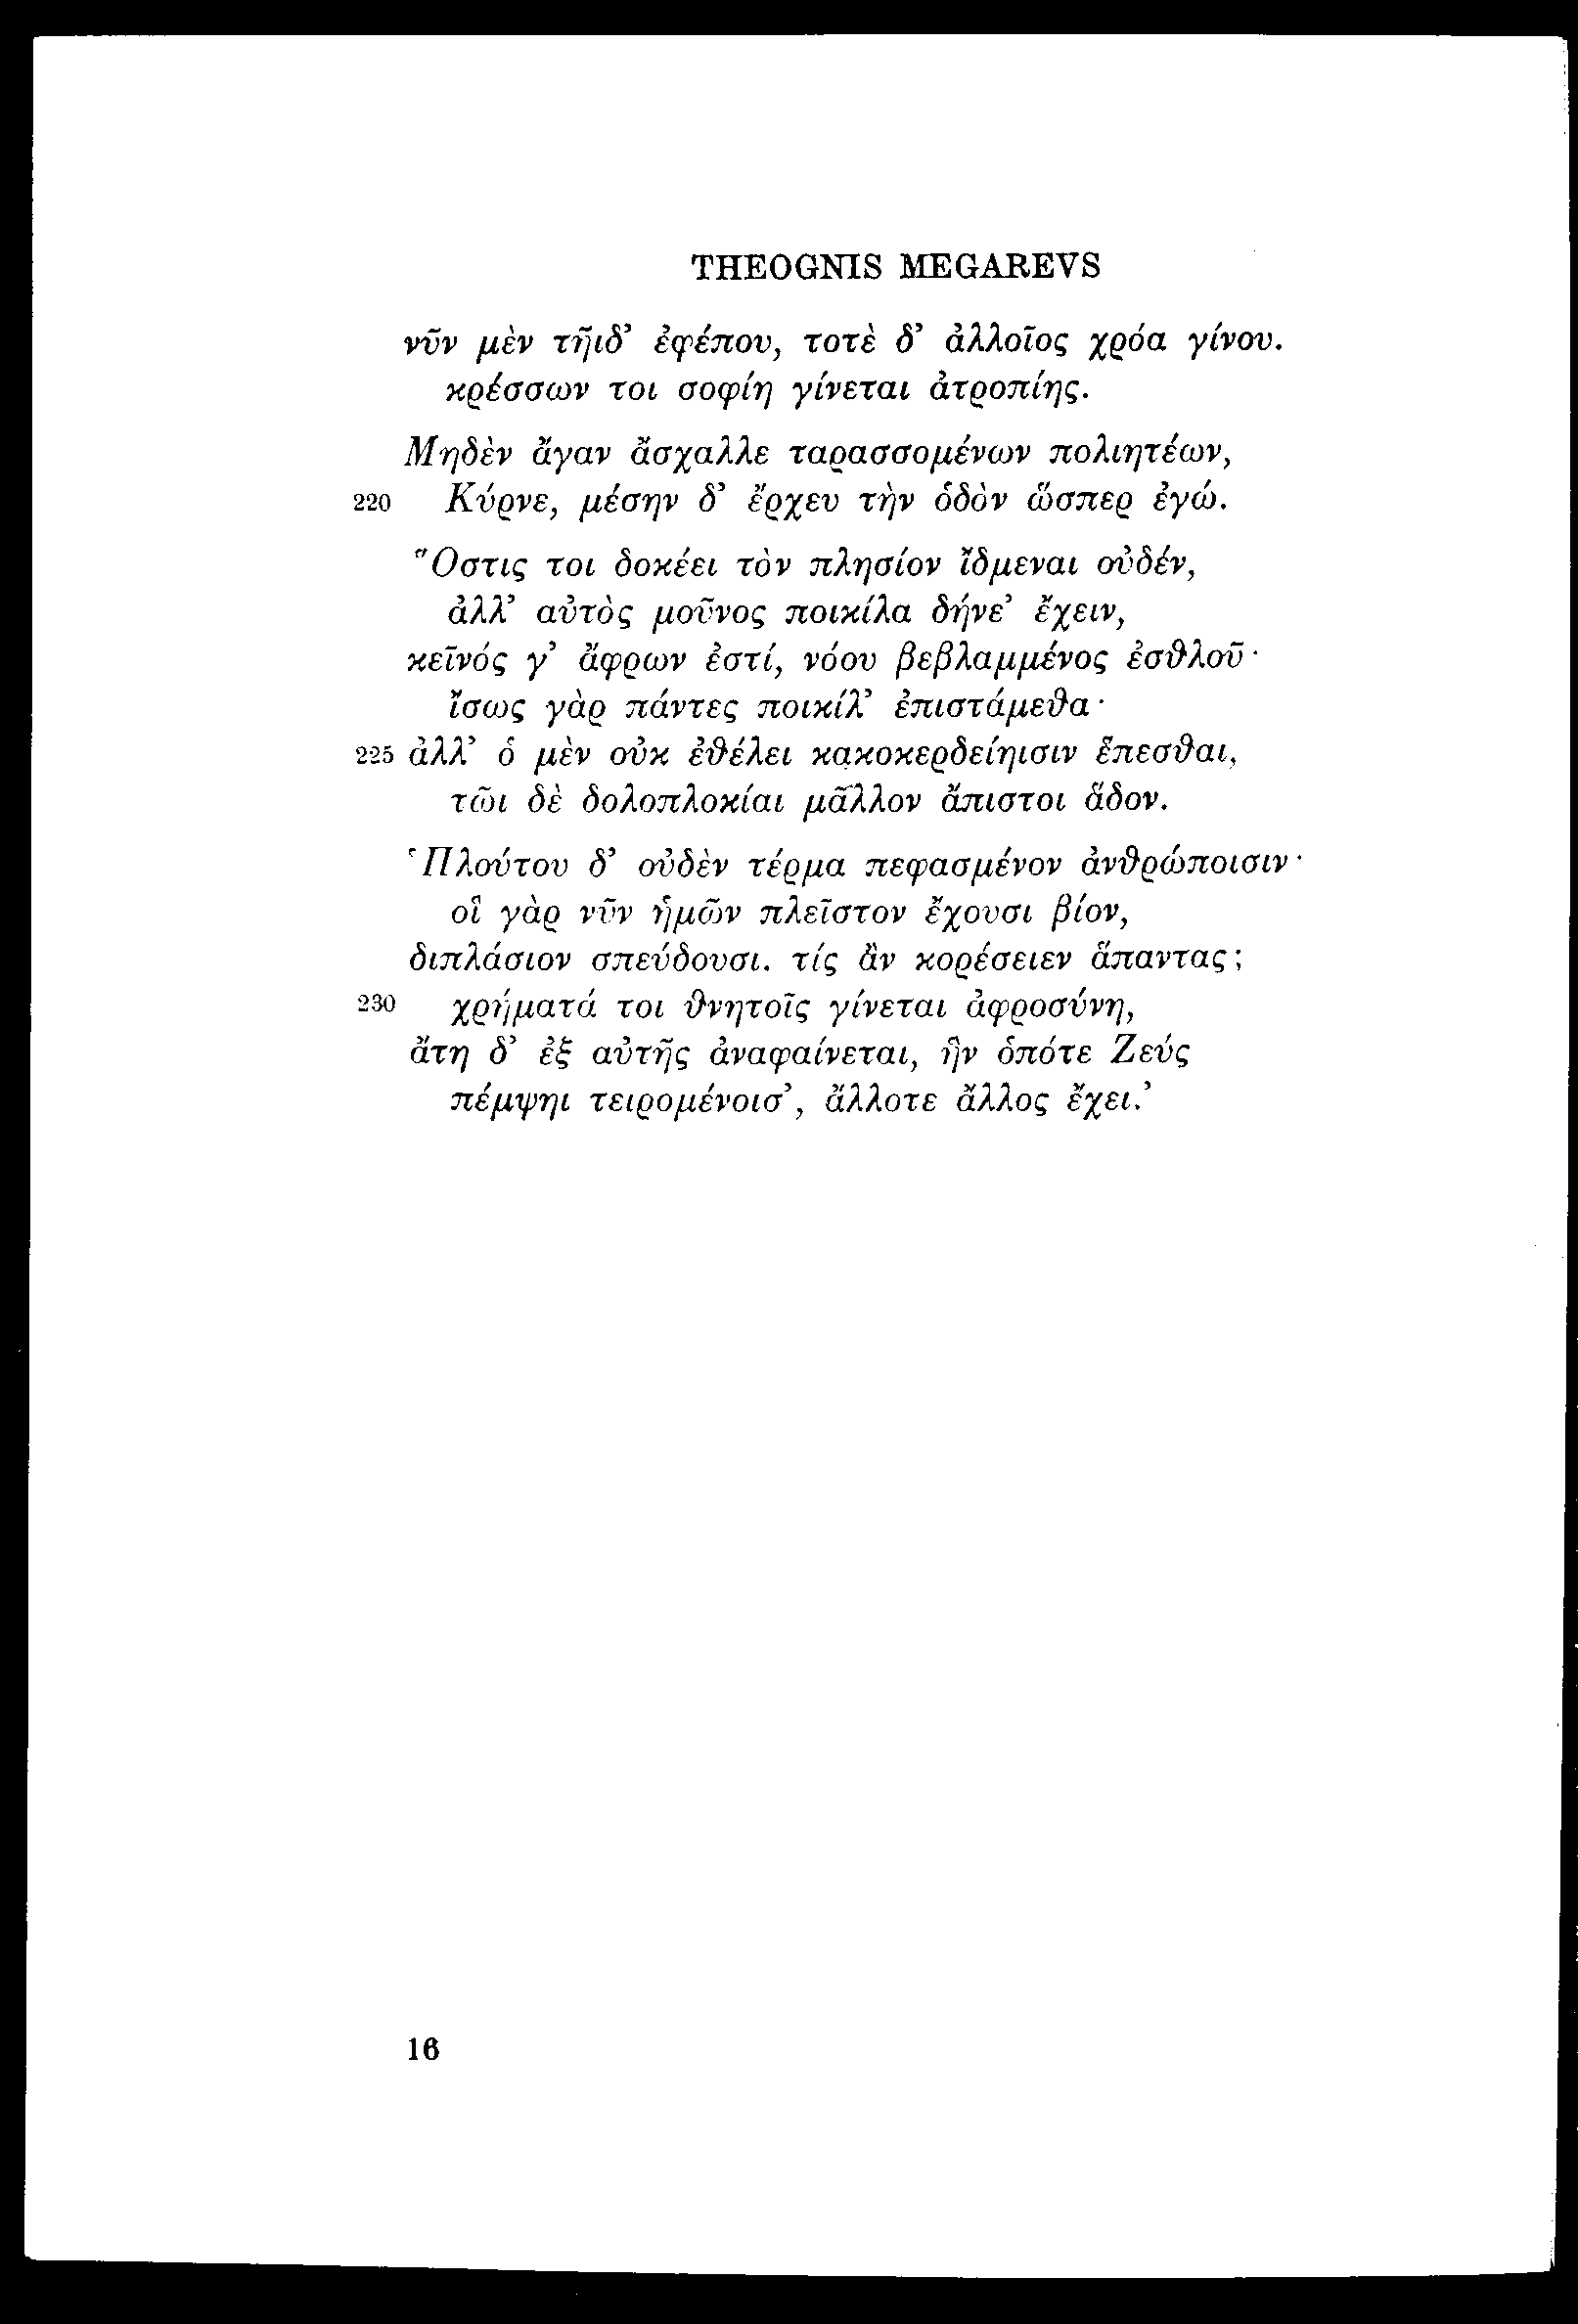 THEOGNIS MEGAREVS
νῦν μὲν τῆιδ’ ἐφέπου, τοτὲ δ’ ἀλλοῖος χρόα γίνου.
κρέσσων τοι σοφίη γίνεται ἀτροπίης.
Μηδὲν ἄγαν ἄσχαλλε ταρασσομένων πολιητέων,
220 Κύρνε, μέσην δ’ ἔρχευ τὴν ὁδὸν ὥσπερ ἐγώ.
Ὅστις τοι δοκέει τὸν πλησίον ἴδμεναι οὐδέν,
ἀλλ’ αὐτὸς μοῦνος ποικίλα δήνε’ ἔχειν,
κεῖνός γ’ ἄφρων ἐστί, νόου βεβλαμμένος ἐσθλοῦ·
ἴσως γὰρ πάντες ποικίλ’ ἐπιστάμεθα·
225 ἀλλ’ ὁ μὲν οὐκ ἐθέλει κακοκερδείηισιν ἕπεσθαι,
τῶι δὲ δολοπλοκίαι μᾶλλον ἄπιστοι ἅδον.
‛Πλούτου δ’ οὐδὲν τέρμα πεφασμένον ἀνθρώποισιν·
οἳ γὰρ νῦν ἡμῶν πλεῖστον ἔχουσι βίον,
διπλάσιον σπεύδουσι. τίς ἂν κορέσειεν ἅπαντας;
230 χρήματά τοι θνητοῖς γίνεται ἀφροσύνη,
ἄτη δ’ ἐξ αὐτῆς ἀναφαίνεται, ἣν ὁπότε Ζεύς
πέμψηι τειρομένοισ’, ἄλλοτε ἄλλος ἔχει.’
16